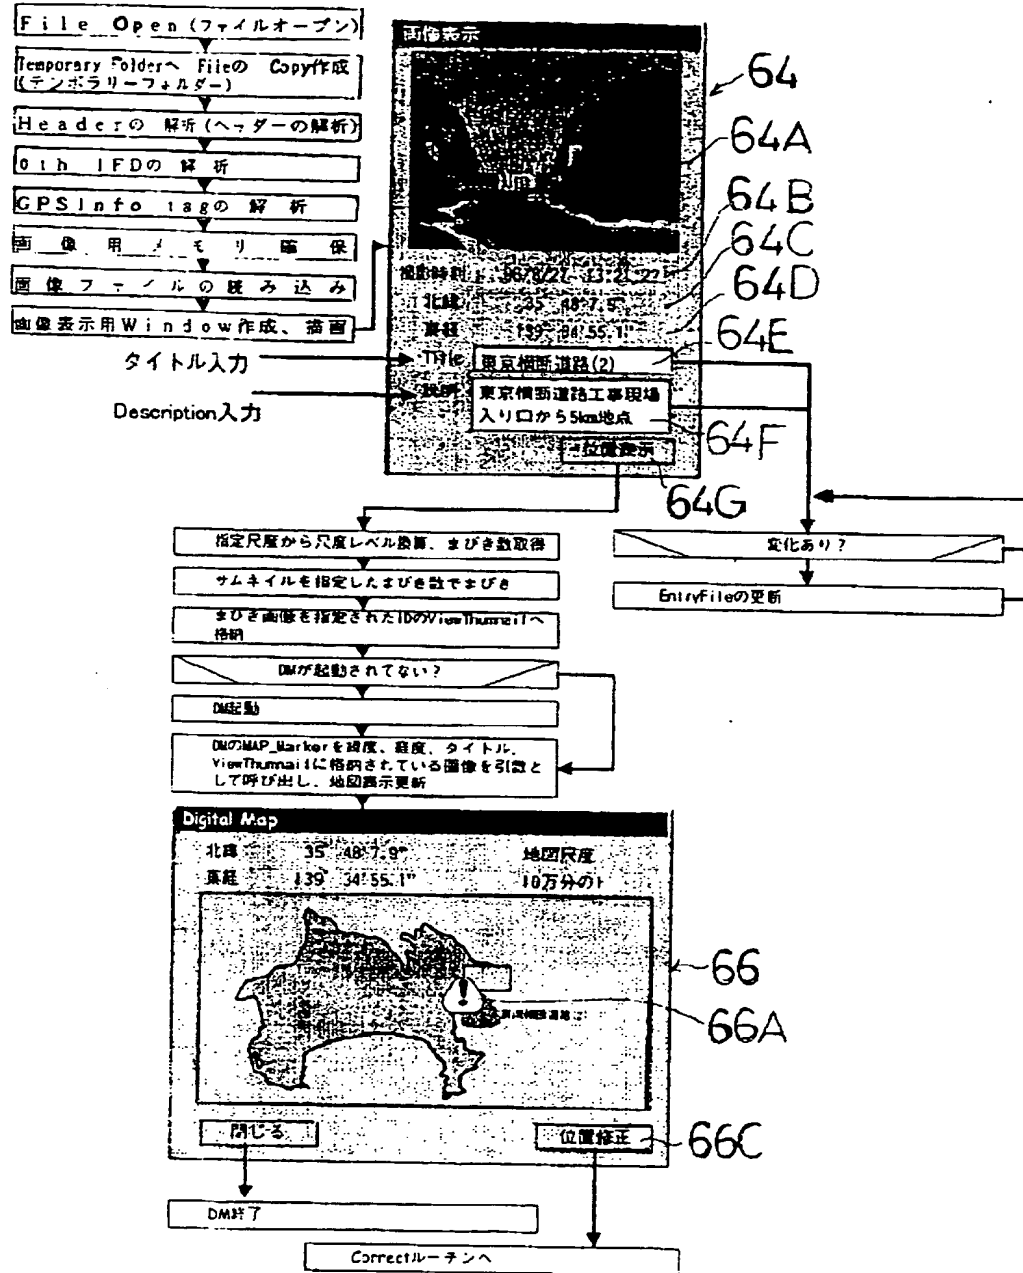 File Open (ファイルオープン)
Temporary Folderへ Fileの Copy作成
(テンポラリーフォルダー)
Headerの 解析(ヘッダーの解析)
0th IFDの 解析
GPSInfo tagの 解析
画像用メモリ確保
画像ファイルの読み込み
画像表示用Window作成、描画
タイトル入力
Description入力
画像表示
撮影時刻
北緯 35 48'7.9"
東経 139 34'55.1"
Title 東京横断道路(2)
説明 東京横断道路工事現場
入り口から5km地点
位置表示
64
64A
64B
64C
64D
64E
64F
64G
指定尺度から尺度レベル換算、まびき数取得
サムネイルを指定したまびき数でまびき
まびき画像を指定されたIDのViewThumnailへ
格納
DMが起動されてない?
DM起動
DMのMAP_Markerを緯度、経度、タイトル、
ViewThumnailに格納されている画像を引数と
して呼び出し、地図表示更新
変化あり?
EntryFileの更新
Digital Map
北緯 35 48'7.9" 地図尺度
東経 139 34'55.1" 10万分の1
66
66A
閉じる
位置修正
66C
DM終了
Correctルーチンへ